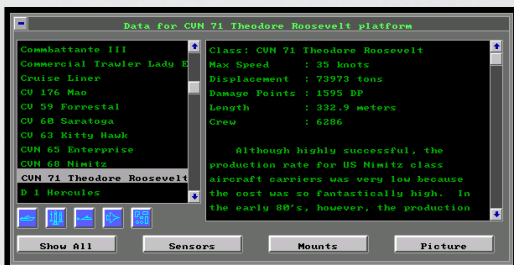 Data for CVN 71 Theodore Roosevelt platform
Commbattante III
Commercial Trawler Lady E
Cruise Liner
CV 176 Mao
CV 59 Forrestal
CV 60 Saratoga
CV 63 Kitty Hawk
CVN 65 Enterprise
CVN 68 Nimitz
CVN 71 Theodore Roosevelt
D 1 Hercules
Class: CVN 71 Theodore Roosevelt
Max Speed : 35 knots
Displacement : 73973 tons
Damage Points : 1595 DP
Length : 332.9 meters
Crew : 6286
Although highly successful, the
production rate for US Nimitz class
aircraft carriers was very low because
the cost was so fantastically high. In
the early 80's, however, the production
Show All
Sensors
Mounts
Picture